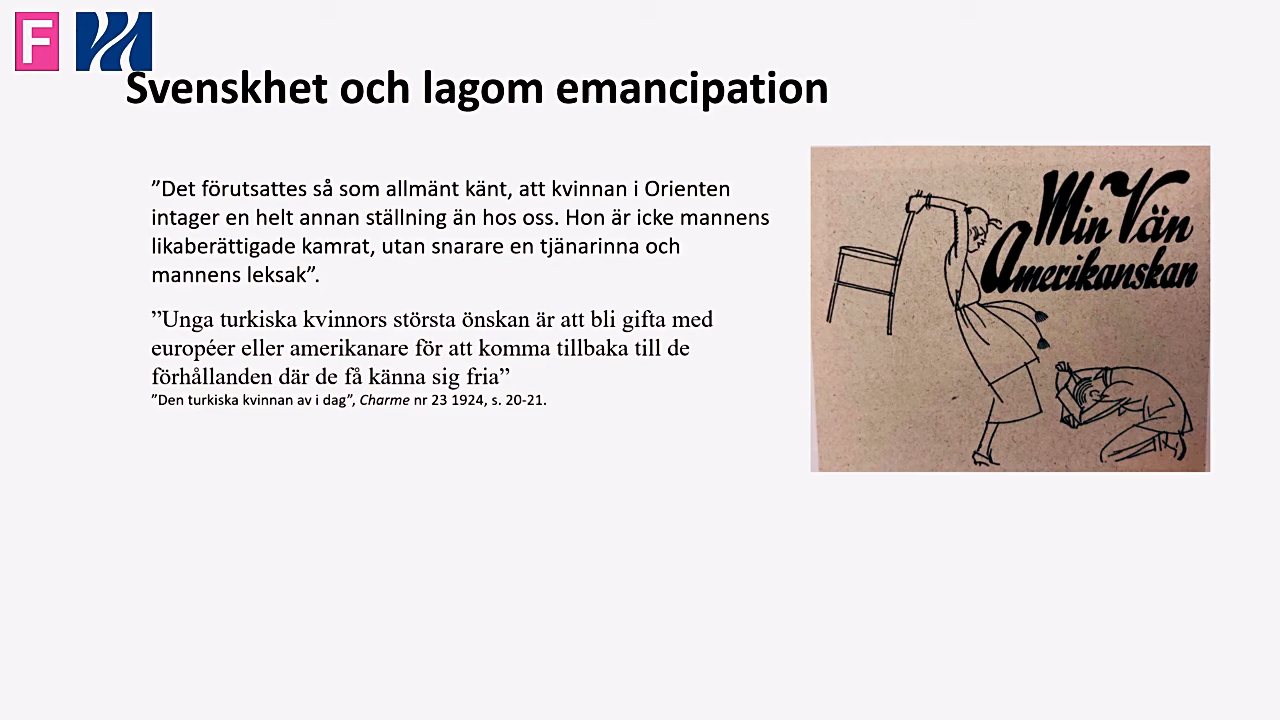 F
Svenskhet och lagom emancipation
”Det förutsattes så som allmänt känt, att kvinnan i Orienten
intager en helt annan ställning än hos oss. Hon är icke mannens
likaberättigade kamrat, utan snarare en tjänarinna och
mannens leksak”.
”Unga turkiska kvinnors största önskan är att bli gifta med
européer eller amerikanare för att komma tillbaka till de
förhållanden där de få känna sig fria”
”Den turkiska kvinnan av i dag”, Charme nr 23 1924, s. 20-21.
Min Vän
Amerikanskan